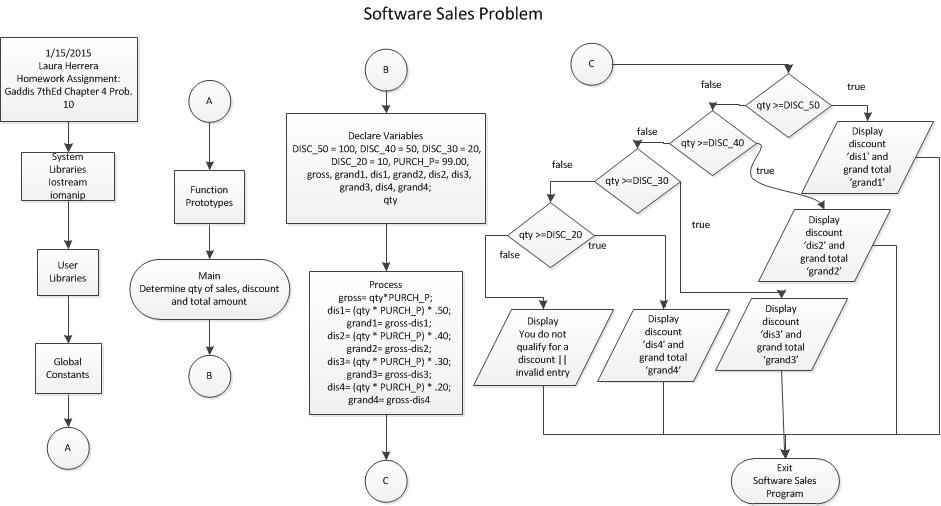 Software Sales Problem
1/15/2015
Laura Herrera
Homework Assignment:
Gaddis 7thEd Chapter 4 Prob.
10
System
Libraries
Iostream
iomanip
User
Libraries
Global
Constants
A
A
Function
Prototypes
Main
Determine qty of sales, discount
and total amount
B
B
Declare Variables
DISC_50 = 100, DISC_40 = 50, DISC_30 = 20,
DISC_20 = 10, PURCH_P= 99.00,
gross, grand1, dis1, grand2, dis2, dis3,
grand3, dis4, grand4;
qty
Process
gross= qty*PURCH_P;
dis1= (qty * PURCH_P) * .50;
grand1= gross-dis1;
dis2= (qty * PURCH_P) * .40;
grand2= gross-dis2;
dis3= (qty * PURCH_P) * .30;
grand3= gross-dis3;
dis4= (qty * PURCH_P) * .20;
grand4= gross-dis4
C
C
qty >=DISC_50
false
true
Display
discount
'dis1' and
grand total
'grand1'
qty >=DISC_40
false
true
Display
discount
'dis2' and
grand total
'grand2'
qty >=DISC_30
false
true
Display
discount
'dis3' and
grand total
'grand3'
qty >=DISC_20
false
true
Display
discount
'dis4' and
grand total
'grand4'
Display
You do not
qualify for a
discount ||
invalid entry
Exit
Software Sales
Program